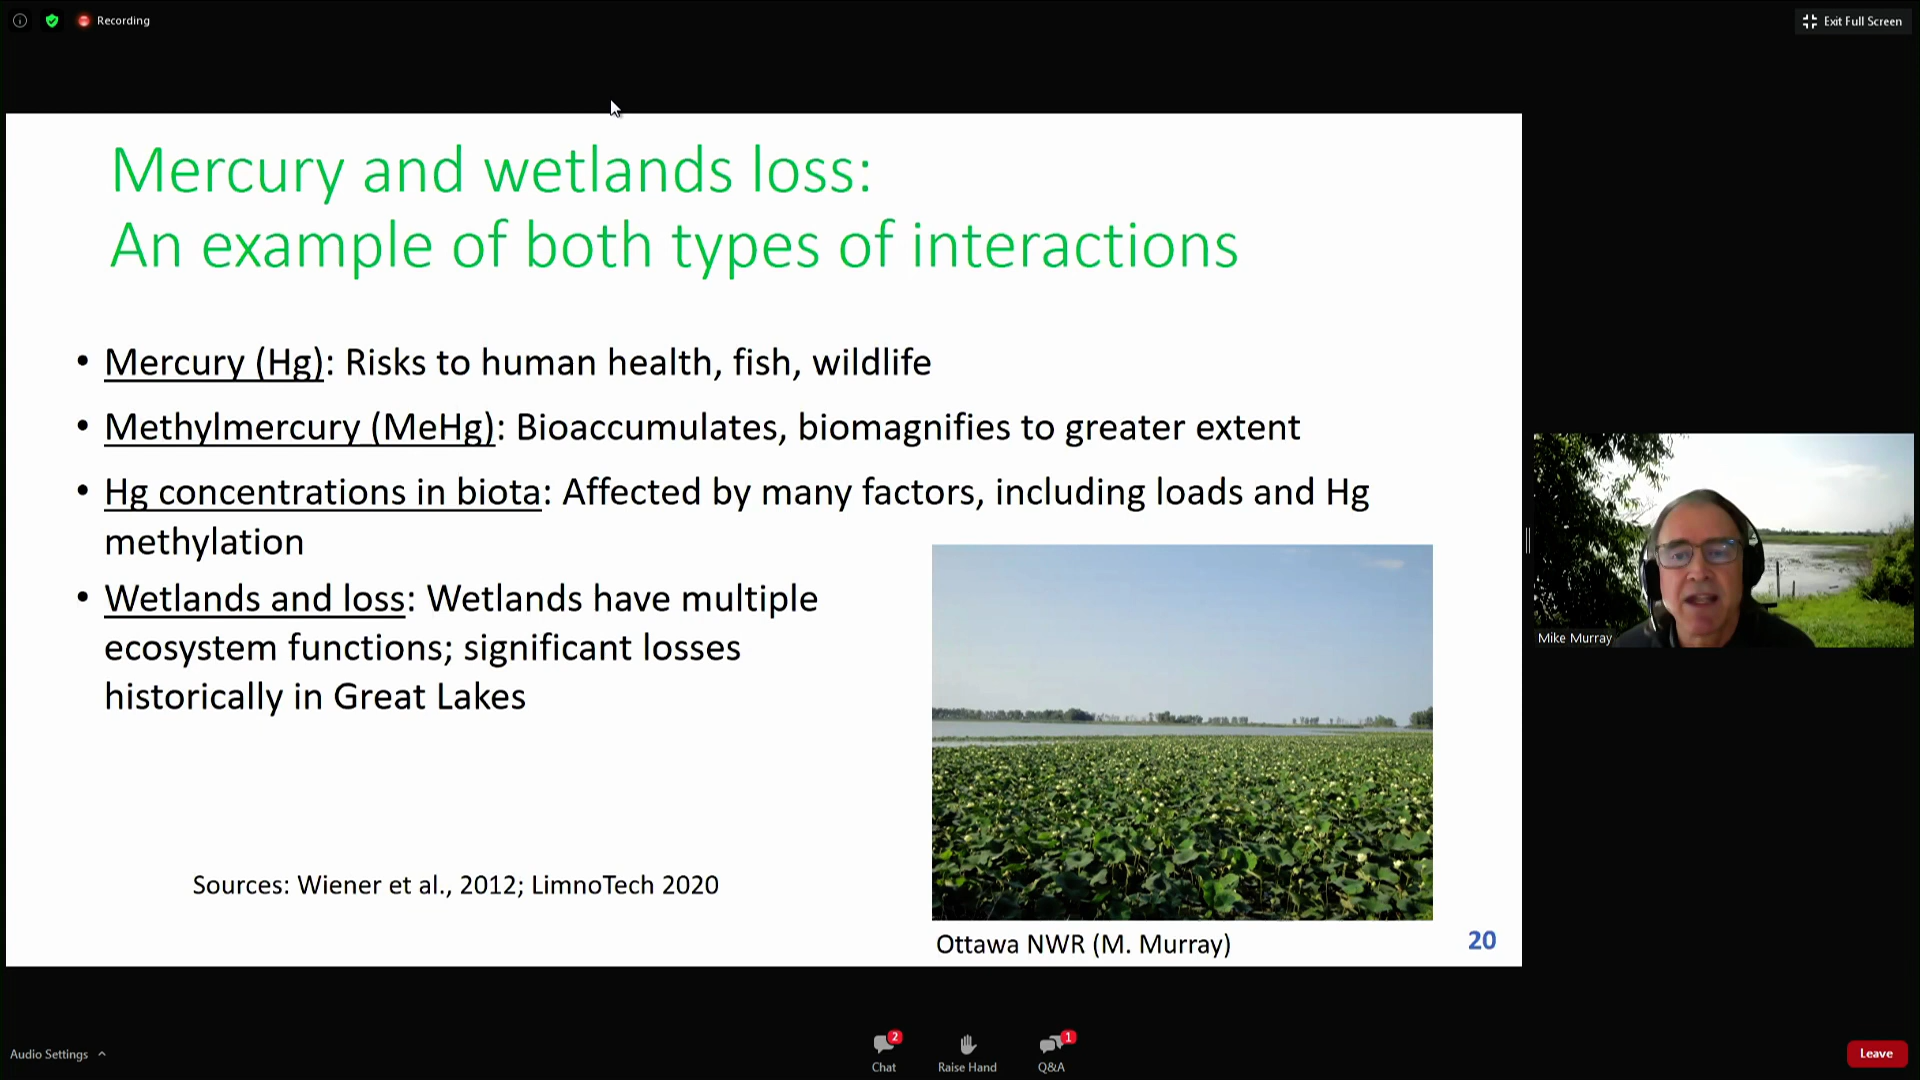 Recording
Exit Full Screen
Mercury and wetlands loss:
An example of both types of interactions
• Mercury (Hg): Risks to human health, fish, wildlife
• Methylmercury (MeHg): Bioaccumulates, biomagnifies to greater extent
• Hg concentrations in biota: Affected by many factors, including loads and Hg
methylation
• Wetlands and loss: Wetlands have multiple
ecosystem functions; significant losses
historically in Great Lakes
Sources: Wiener et al., 2012; LimnoTech 2020
Ottawa NWR (M. Murray)
20
Mike Murray
Audio Settings
2
Chat
Raise Hand
1
Q&A
Leave